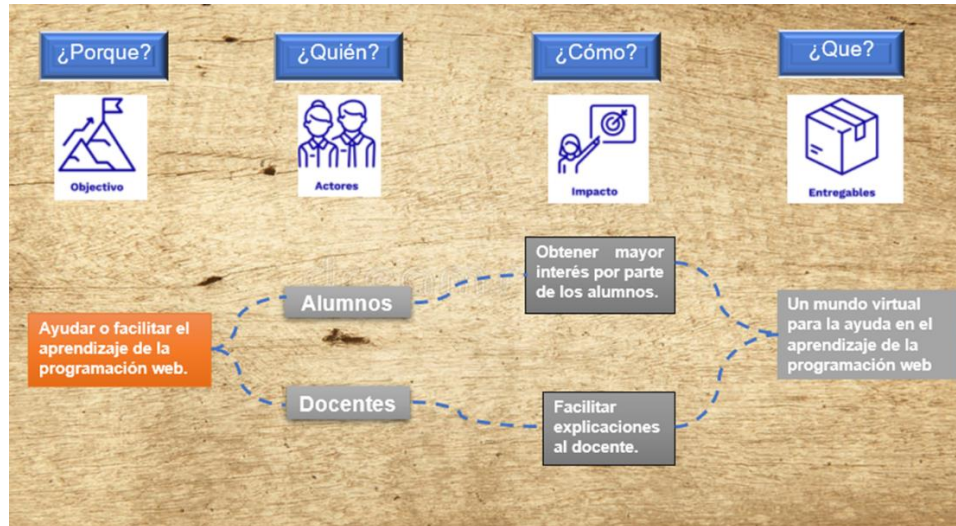 ¿Porque?
¿Quién?
¿Cómo?
¿Que?
Objectivo
Actores
Impacto
Entregables
Ayudar o facilitar el
aprendizaje de la
programación web.
Alumnos
Docentes
Obtener mayor
interés por parte
de los alumnos.
Facilitar
explicaciones
al docente.
Un mundo virtual
para la ayuda en el
aprendizaje de la
programación web